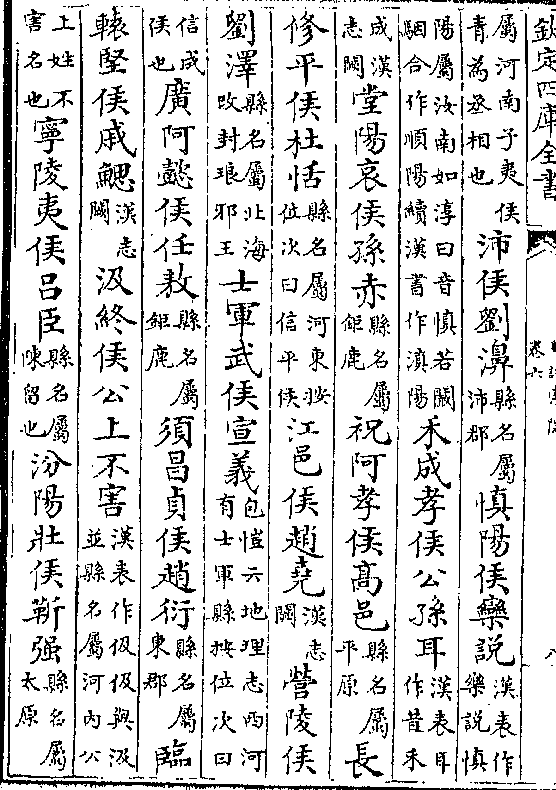 欽定四庫全書
卷六
屬河南子夷侯青為丞相也沛侯劉濞縣名屬沛郡慎陽侯欒說漢表作樂說慎
陽屬汝南如淳曰音慎若闞駰合作順陽續漢書作滇陽禾成孝侯公孫耳漢表耳作昔禾
成漢志闕堂陽哀侯孫赤縣名屬鉅鹿祝阿孝侯高邑縣名屬平原長
修平侯杜恬縣名屬河東按位次曰信平侯江邑侯趙堯漢志闕營陵侯
劉澤縣名屬北海改封琅邪王士軍武侯宣義包愷云地理志西河有士軍縣按位次曰
信成侯也廣阿懿侯任敖縣名屬鉅鹿須昌貞侯趙衍縣名屬東郡臨
轅堅侯戚鰓漢志闕汲終侯公上不害漢表作伋伋與汲並縣名屬河內公
上姓不害名也寧陵夷侯呂臣縣名屬陳留也汾陽壯侯靳强縣名屬太原